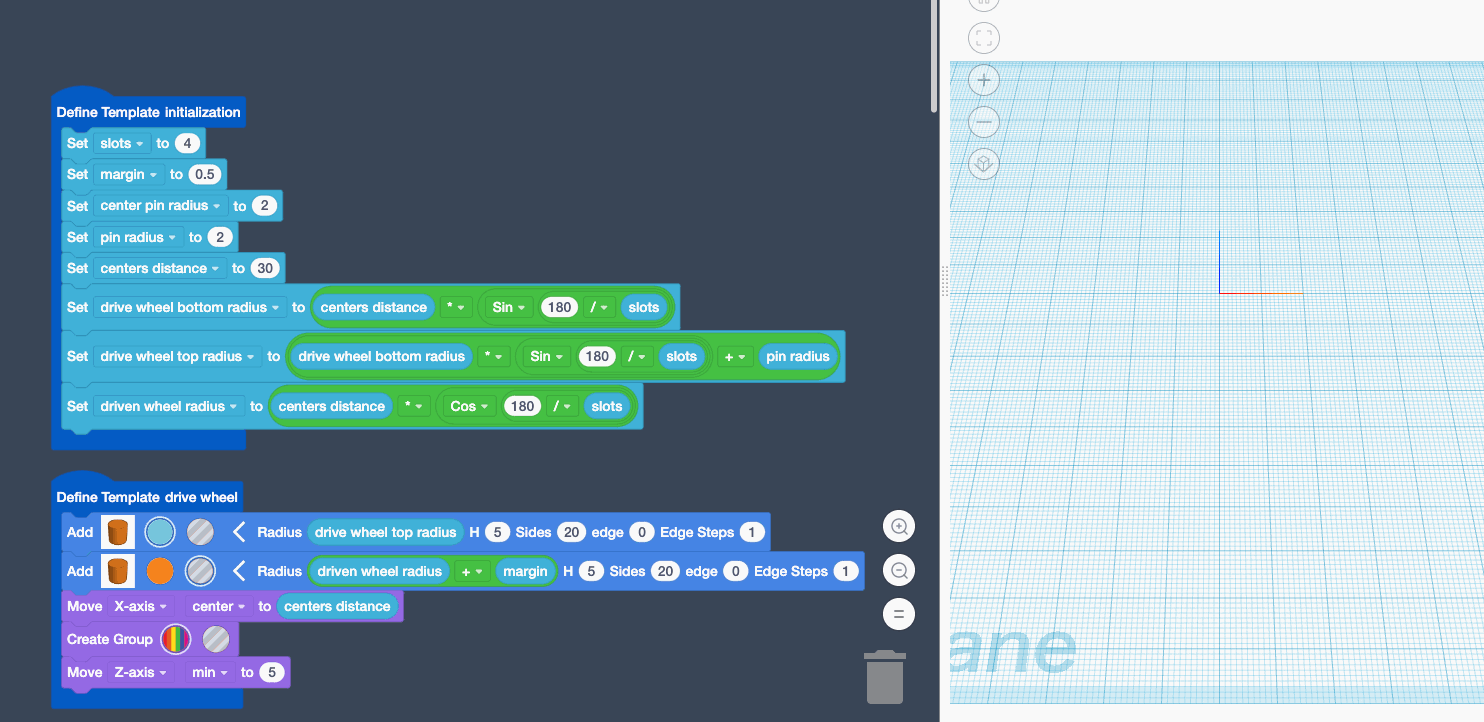 Define Template initialization
Set slots to 4
Set margin to 0.5
Set center pin radius to 2
Set pin radius to 2
Set centers distance to 30
Set drive wheel bottom radius to centers distance * Sin 180 / slots
Set drive wheel top radius to drive wheel bottom radius * Sin 180 / slots + pin radius
Set driven wheel radius to centers distance * Cos 180 / slots
Define Template drive wheel
Add Radius drive wheel top radius H 5 Sides 20 edge 0 Edge Steps 1
Add Radius driven wheel radius + margin H 5 Sides 20 edge 0 Edge Steps 1
Move X-axis center to centers distance
Create Group
Move Z-axis min to 5
ane